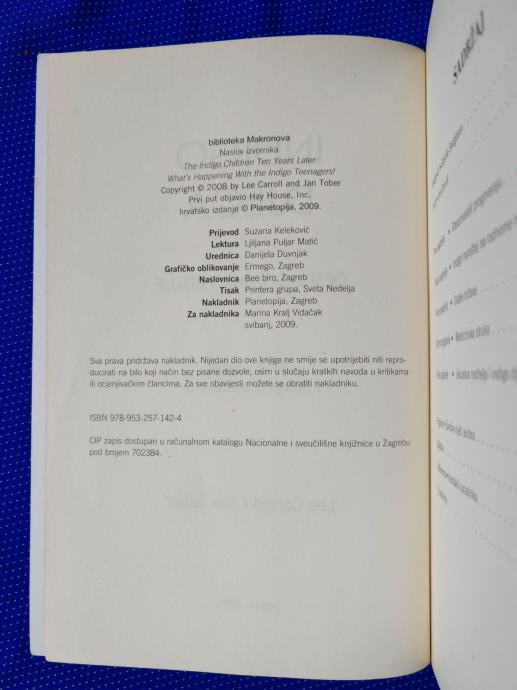 biblioteka Makronova
Naslov izvornika
The Indigo Children Ten Years Later:
What's Happening With the Indigo Teenagers!
Copyright © 2008 by Lee Carroll and Jan Tober
Prvi put objavio Hay House, Inc.
hrvatsko izdanje © Planetopija, 2009.
Prijevod Suzana Keleković
Lektura Ljiljana Puljar Matić
Urednica Danijela Duvnjak
Grafičko oblikovanje Ermego, Zagreb
Naslovnica Bee biro, Zagreb
Tisak Printera grupa, Sveta Nedelja
Nakladnik Planetopija, Zagreb
Za nakladnika Marina Kralj Vidačak
svibanj, 2009.
Sva prava pridržava nakladnik. Nijedan dio ove knjige ne smije se upotrijebiti niti repro-
ducirati na bilo koji način bez pisane dozvole, osim u slučaju kratkih navoda u kritikama
ili ocjenjivačkim člancima. Za sve obavijesti možete se obratiti nakladniku.
ISBN 978-953-257-142-4
CIP zapis dostupan u računalnom katalogu Nacionalne i sveučilišne knjižnice u Zagrebu
pod brojem 702384.
SADRŽAJ
Medicinska struka